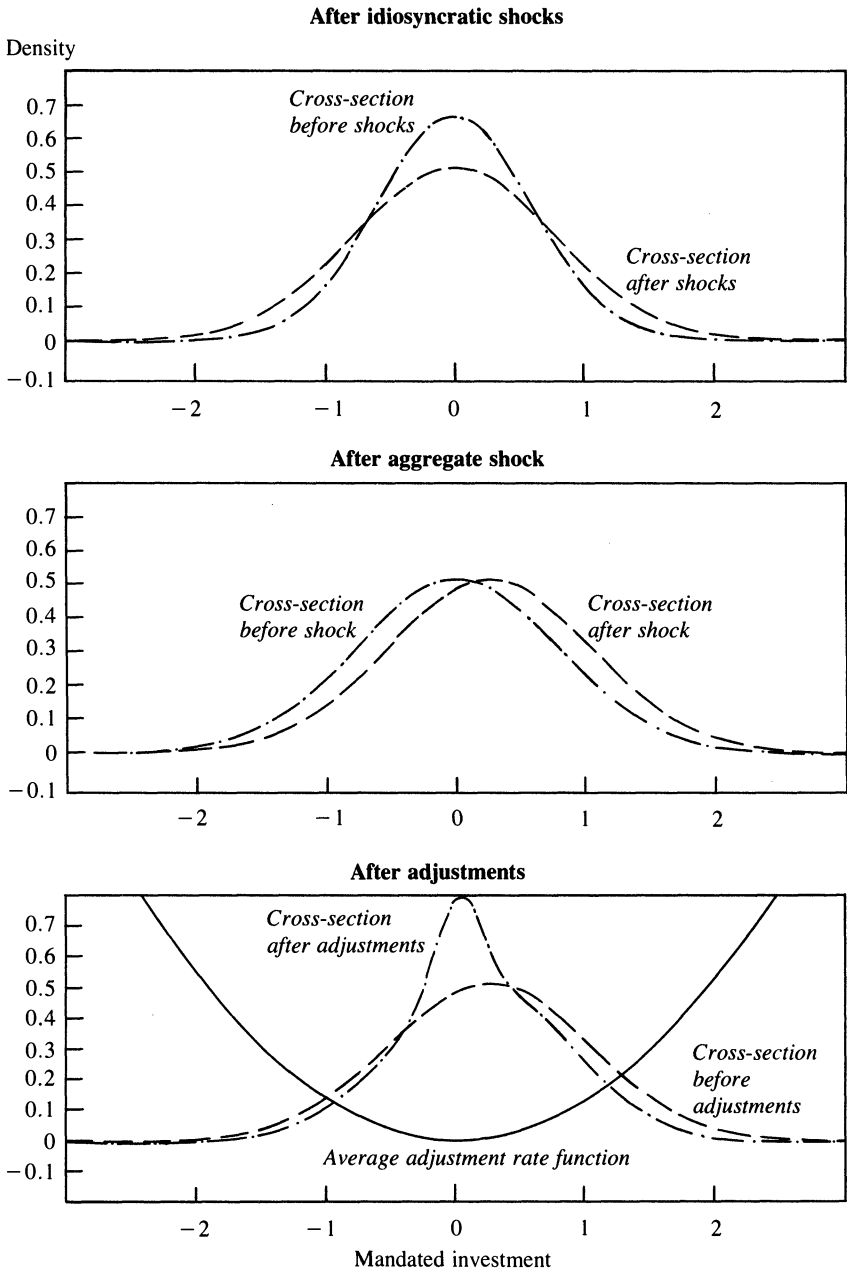 After idiosyncratic shocks
Density
Cross-section
before shocks
0.7
0.6
0.5
0.4
0.3
0.2
0.1
0
−0.1
Cross-section
after shocks
−2 −1 0 1 2
After aggregate shock
0.7
0.6
0.5
0.4
0.3
0.2
0.1
0
−0.1
Cross-section
before shock
Cross-section
after shock
−2 −1 0 1 2
After adjustments
0.7
0.6
0.5
0.4
0.3
0.2
0.1
0
−0.1
Cross-section
after adjustments
Cross-section
before
adjustments
Average adjustment rate function
−2 −1 0 1 2
Mandated investment